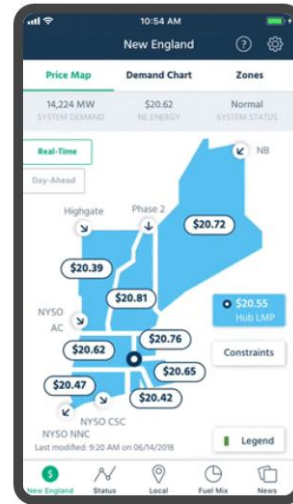 10:54 AM
New England
?
Price Map Demand Chart Zones
14,224 MW $20.62 Normal
SYSTEM DEMAND NE ENERGY SYSTEM STATUS
Real-Time
NB
Day-Ahead
Highgate Phase 2
$20.72
$20.39
$20.81
$20.55
Hub LMP
NYSO
AC
$20.76
$20.62
Constraints
$20.65
$20.47
$20.42
NYSO CSC
NYSO NNC
Last modified: 9:20 AM on 06/14/2018
Legend
$
New England Status Local Fuel Mix News